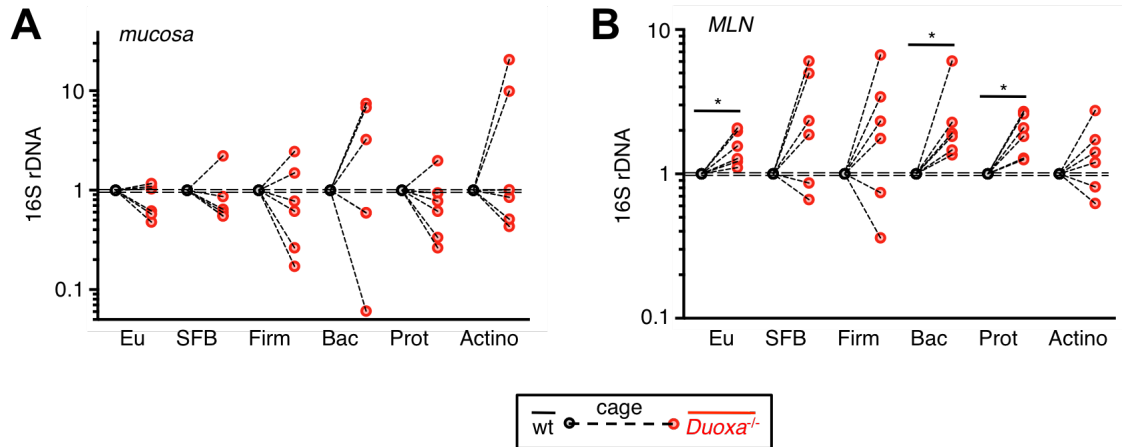 A
mucosa
16S rDNA
10
1
0.1
Eu SFB Firm Bac Prot Actino
B
MLN
16S rDNA
10
1
0.1
*
*
*
Eu SFB Firm Bac Prot Actino
wt cage Duoxa-/-